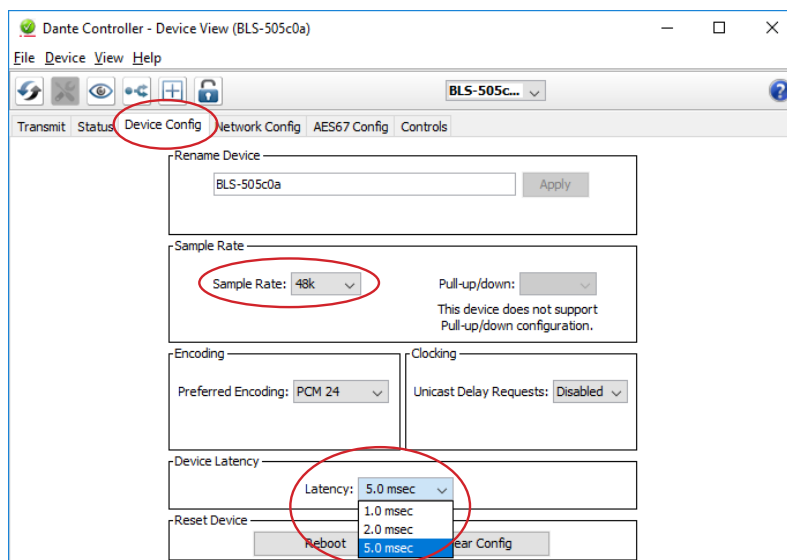 Dante Controller - Device View (BLS-505c0a)
File Device View Help
BLS-505c...
Transmit Status Device Config Network Config AES67 Config Controls
Rename Device
BLS-505c0a Apply
Sample Rate
Sample Rate: 48k Pull-up/down:
This device does not support
Pull-up/down configuration.
Encoding Clocking
Preferred Encoding: PCM 24 Unicast Delay Requests: Disabled
Device Latency
Latency: 5.0 msec
1.0 msec
2.0 msec
5.0 msec
Reset Device
Reboot ear Config